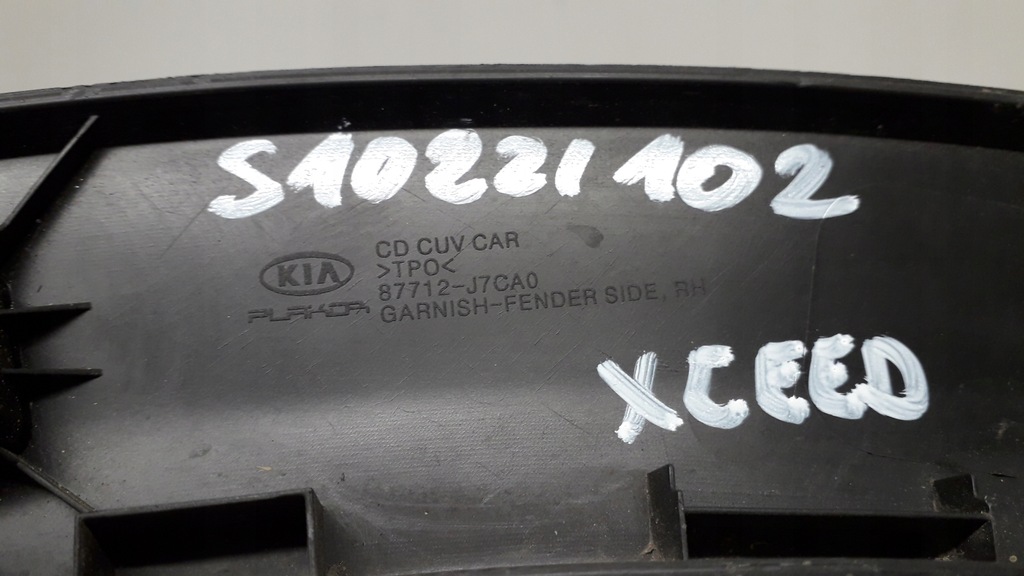 S10221102
KIA
CD CUV CAR
>TPO<
87712-J7CA0
PLAKOR
GARNISH-FENDER SIDE, RH
XCEED